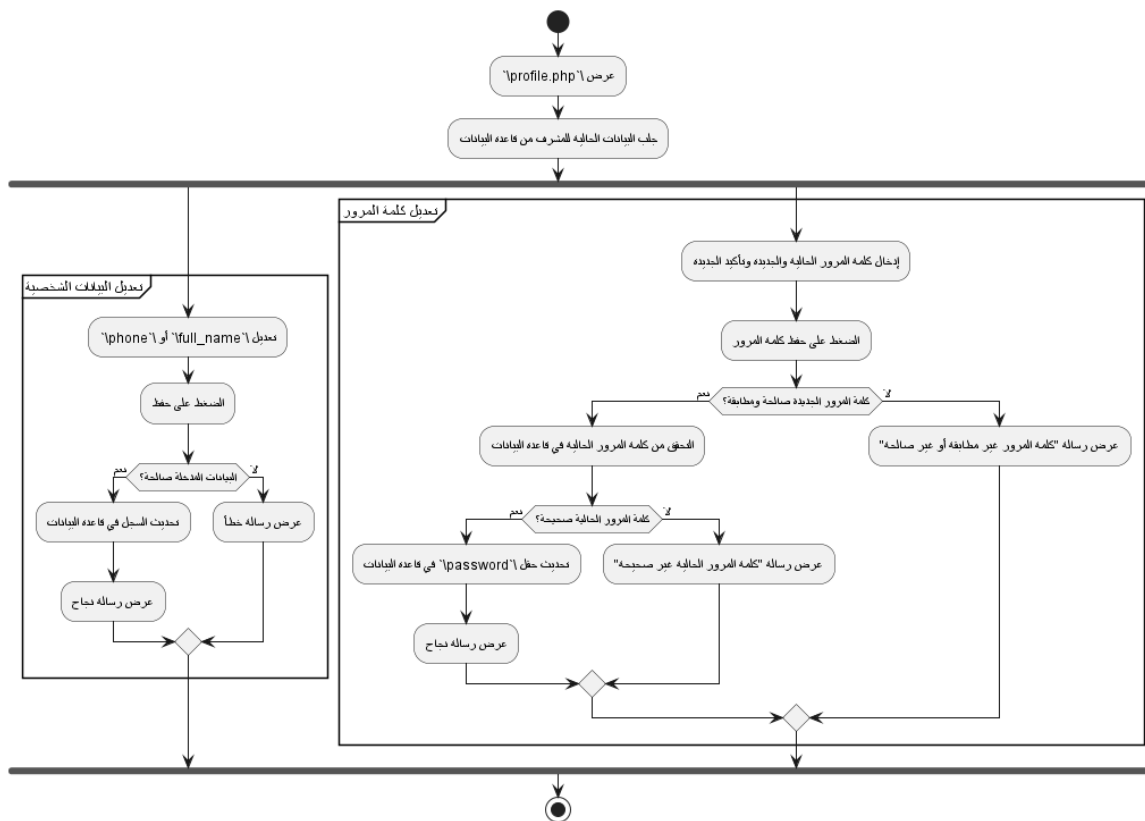 عرض \`profile.php\`
جلب البيانات الحالية للمشرف من قاعدة البيانات
تعديل كلمة المرور
إدخال كلمة المرور الحالية والجديدة وتأكيد الجديدة
الضغط على حفظ كلمة المرور
كلمة المرور الجديدة صالحة ومطابقة؟
نعم
لا
التحقق من كلمة المرور الحالية في قاعدة البيانات
عرض رسالة "كلمة المرور غير مطابقة أو غير صالحة"
كلمة المرور الحالية صحيحة؟
نعم
لا
تحديث حقل \`password\` في قاعدة البيانات
عرض رسالة "كلمة المرور الحالية غير صحيحة"
عرض رسالة نجاح
تعديل البيانات الشخصية
تعديل \`full_name\` أو \`phone\`
الضغط على حفظ
البيانات المدخلة صالحة؟
نعم
لا
تحديث السجل في قاعدة البيانات
عرض رسالة خطأ
عرض رسالة نجاح